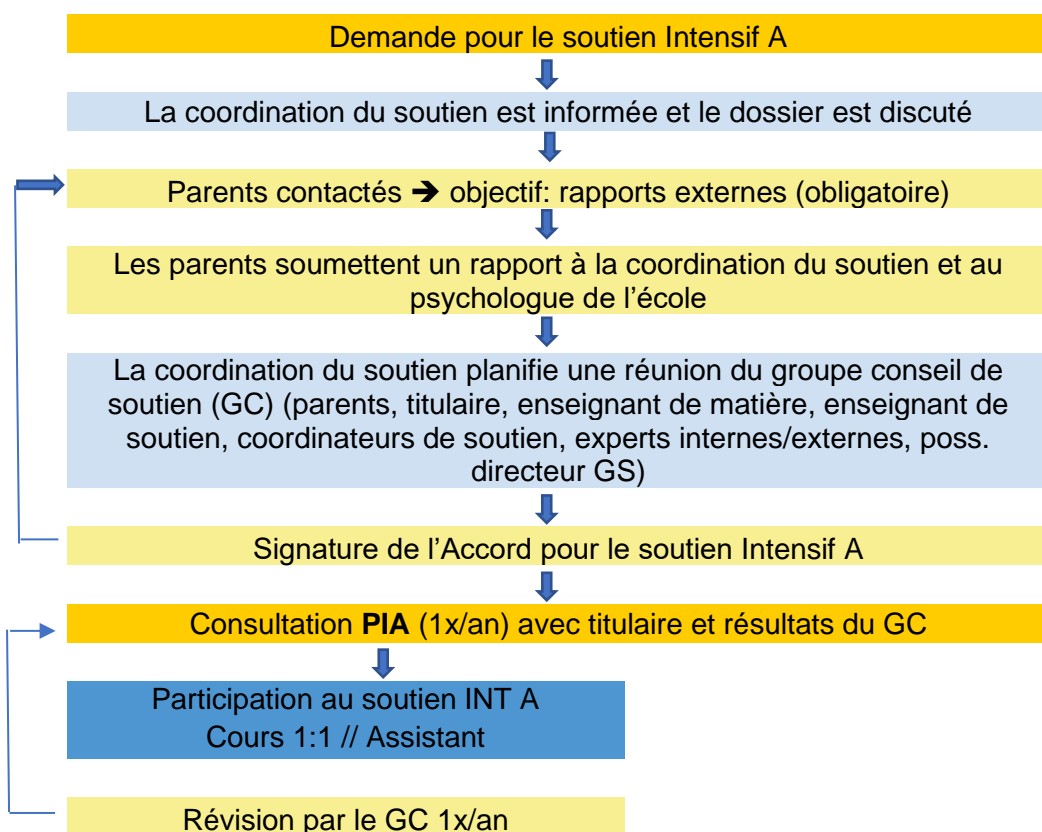 Demande pour le soutien Intensif A
La coordination du soutien est informée et le dossier est discuté
Parents contactés ➔ objectif: rapports externes (obligatoire)
Les parents soumettent un rapport à la coordination du soutien et au
psychologue de l’école
La coordination du soutien planifie une réunion du groupe conseil de
soutien (GC) (parents, titulaire, enseignant de matière, enseignant de
soutien, coordinateurs de soutien, experts internes/externes, poss.
directeur GS)
Signature de l’Accord pour le soutien Intensif A
Consultation PIA (1x/an) avec titulaire et résultats du GC
Participation au soutien INT A
Cours 1:1 // Assistant
Révision par le GC 1x/an